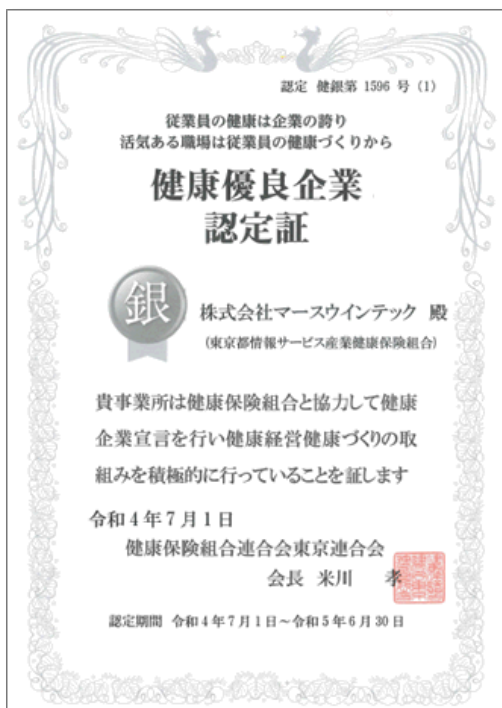 認定 健銀第 1596 号 (1)
従業員の健康は企業の誇り
活気ある職場は従業員の健康づくりから
健康優良企業
認定証
銀
株式会社マースウインテック 殿
(東京都情報サービス産業健康保険組合)
貴事業所は健康保険組合と協力して健康
企業宣言を行い健康経営健康づくりの取
組みを積極的に行っていることを証します
令和4年7月1日
健康保険組合連合会東京連合会
会長 米川 孝
認定期間 令和4年7月1日～令和5年6月30日